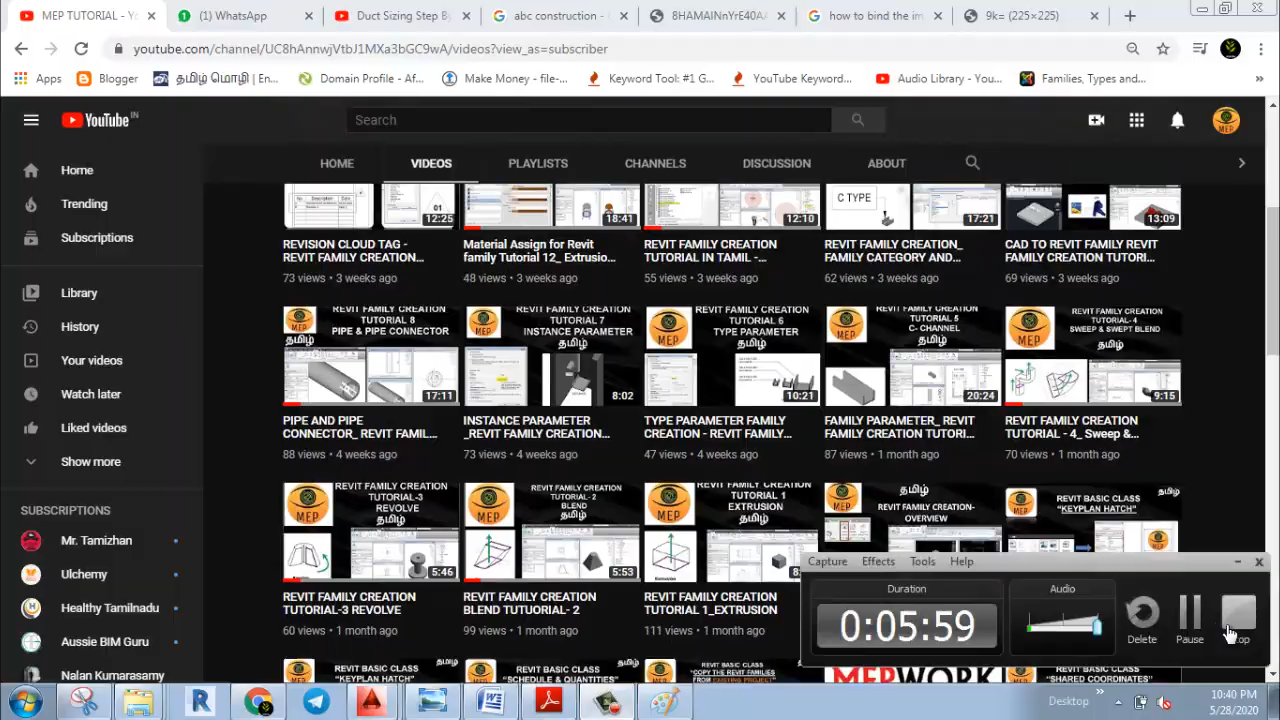 MEP TUTORIAL - Y
(1) WhatsApp
Duct Sizing Step By
abc construction -
8HAMAINnYrE40AA
how to bind the im
9k= (225×225)
youtube.com/channel/UC8hAnnwjVtbJ1MXa3bGC9wA/videos?view_as=subscriber
Apps
Blogger
தமிழ் மொழி | En...
Domain Profile - Af...
Make Money - file-...
Keyword Tool: #1 G...
YouTube Keyword...
Audio Library - You...
Families, Types and...
YouTube IN
Search
MEP
HOME
VIDEOS
PLAYLISTS
CHANNELS
DISCUSSION
ABOUT
Home
Trending
Subscriptions
Library
History
Your videos
Watch later
Liked videos
Show more
SUBSCRIPTIONS
Mr. Tamizhan
Ulchemy
Healthy Tamilnadu
Aussie BIM Guru
Nalan Kumarasamy
01
12:25
REVISION CLOUD TAG -
REVIT FAMILY CREATION...
73 views • 3 weeks ago
18:41
Material Assign for Revit
family Tutorial 12_ Extrusio...
48 views • 3 weeks ago
12:10
REVIT FAMILY CREATION
TUTORIAL IN TAMIL -...
55 views • 3 weeks ago
C TYPE
17:21
REVIT FAMILY CREATION_
FAMILY CATEGORY AND...
62 views • 3 weeks ago
13:09
CAD TO REVIT FAMILY REVIT
FAMILY CREATION TUTORI...
69 views • 3 weeks ago
REVIT FAMILY CREATION
TUTORIAL 8
PIPE & PIPE CONNECTOR
MEP
தமிழ்
17:11
PIPE AND PIPE
CONNECTOR_ REVIT FAMIL...
88 views • 4 weeks ago
REVIT FAMILY CREATION
TUTORIAL 7
INSTANCE PARAMETER
MEP
தமிழ்
8:02
INSTANCE PARAMETER
_REVIT FAMILY CREATION...
73 views • 4 weeks ago
REVIT FAMILY CREATION
TUTORIAL 6
TYPE PARAMETER
MEP
தமிழ்
10:21
TYPE PARAMETER FAMILY
CREATION - REVIT FAMILY...
47 views • 4 weeks ago
REVIT FAMILY CREATION
TUTORIAL 5
C- CHANNEL
MEP
தமிழ்
20:24
FAMILY PARAMETER_ REVIT
FAMILY CREATION TUTORI...
87 views • 1 month ago
REVIT FAMILY CREATION
TUTORIAL- 4
SWEEP & SWEPT BLEND
MEP
தமிழ்
9:15
REVIT FAMILY CREATION
TUTORIAL - 4_ Sweep &...
70 views • 1 month ago
REVIT FAMILY CREATION
TUTORIAL-3
REVOLVE
MEP
தமிழ்
5:46
REVIT FAMILY CREATION
TUTORIAL-3 REVOLVE
60 views • 1 month ago
REVIT FAMILY CREATION
TUTORIAL- 2
BLEND
MEP
தமிழ்
5:53
REVIT FAMILY CREATION
BLEND TUTUORIAL- 2
99 views • 1 month ago
REVIT FAMILY CREATION
TUTORIAL 1
EXTRUSION
MEP
தமிழ்
REVIT FAMILY CREATION
TUTORIAL 1_EXTRUSION
111 views • 1 month ago
தமிழ்
MEP
REVIT FAMILY CREATION-
OVERVIEW
தமிழ்
MEP
REVIT BASIC CLASS
"KEYPLAN HATCH"
REVIT BASIC CLASS
"KEYPLAN HATCH"
தமிழ்
REVIT BASIC CLASS
"SCHEDULE & QUANTITIES"
தமிழ்
REVIT BASIC CLASS
"COPY THE REVIT FAMILIES
FROM EXISTING PROJECT"
MEPWORK
REVIT BASIC CLASS
"SHARED COORDINATES"
Capture
Effects
Tools
Help
Duration
0:05:59
Audio
Delete
Pause
Desktop
10:40 PM
5/28/2020